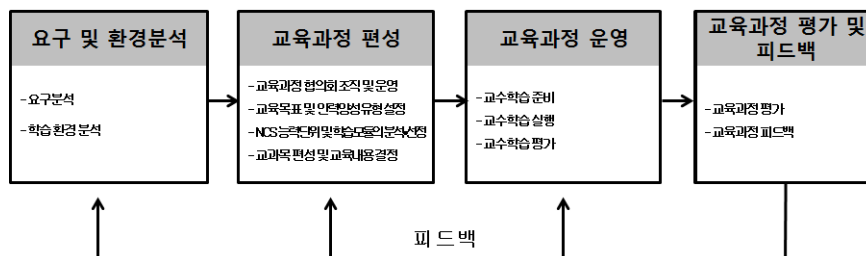 요구 및 환경분석
- 요구분석
- 학습 환경 분석
교육과정 편성
- 교육과정 협의회 조직 및 운영
- 교육목표 및 인력양성 유형 설정
- NCS 능력단위 및 학습모듈의 분석/선정
- 교과목 편성 및 교육내용 결정
교육과정 운영
- 교수학습 준비
- 교수학습 실행
- 교수학습 평가
교육과정 평가 및
피드백
- 교육과정 평가
- 교육과정 피드백
피드백